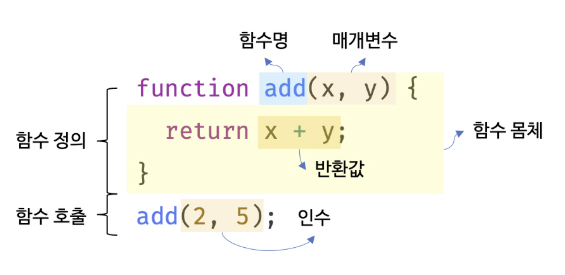 함수명 매개변수
function add(x, y) {
함수 정의 return x + y; 함수 몸체
반환값
}
함수 호출 add(2, 5); 인수